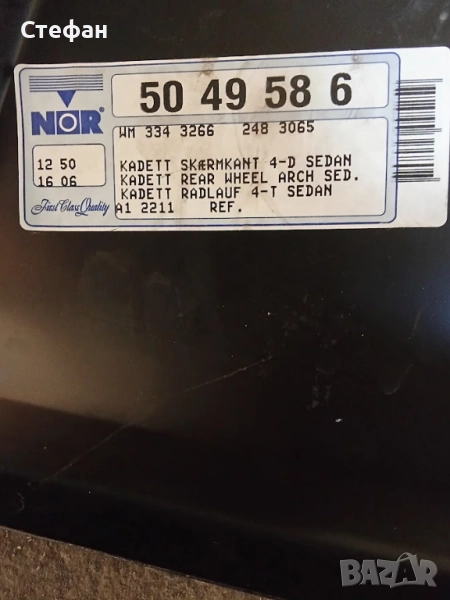 Стефан
50 49 58 6
NOR
WM 334 3266 248 3065
12 50
16 06
KADETT SKÆRMKANT 4-D SEDAN
KADETT REAR WHEEL ARCH SED.
KADETT RADLAUF 4-T SEDAN
First Class Quality
A1 2211 REF.
BAZAR